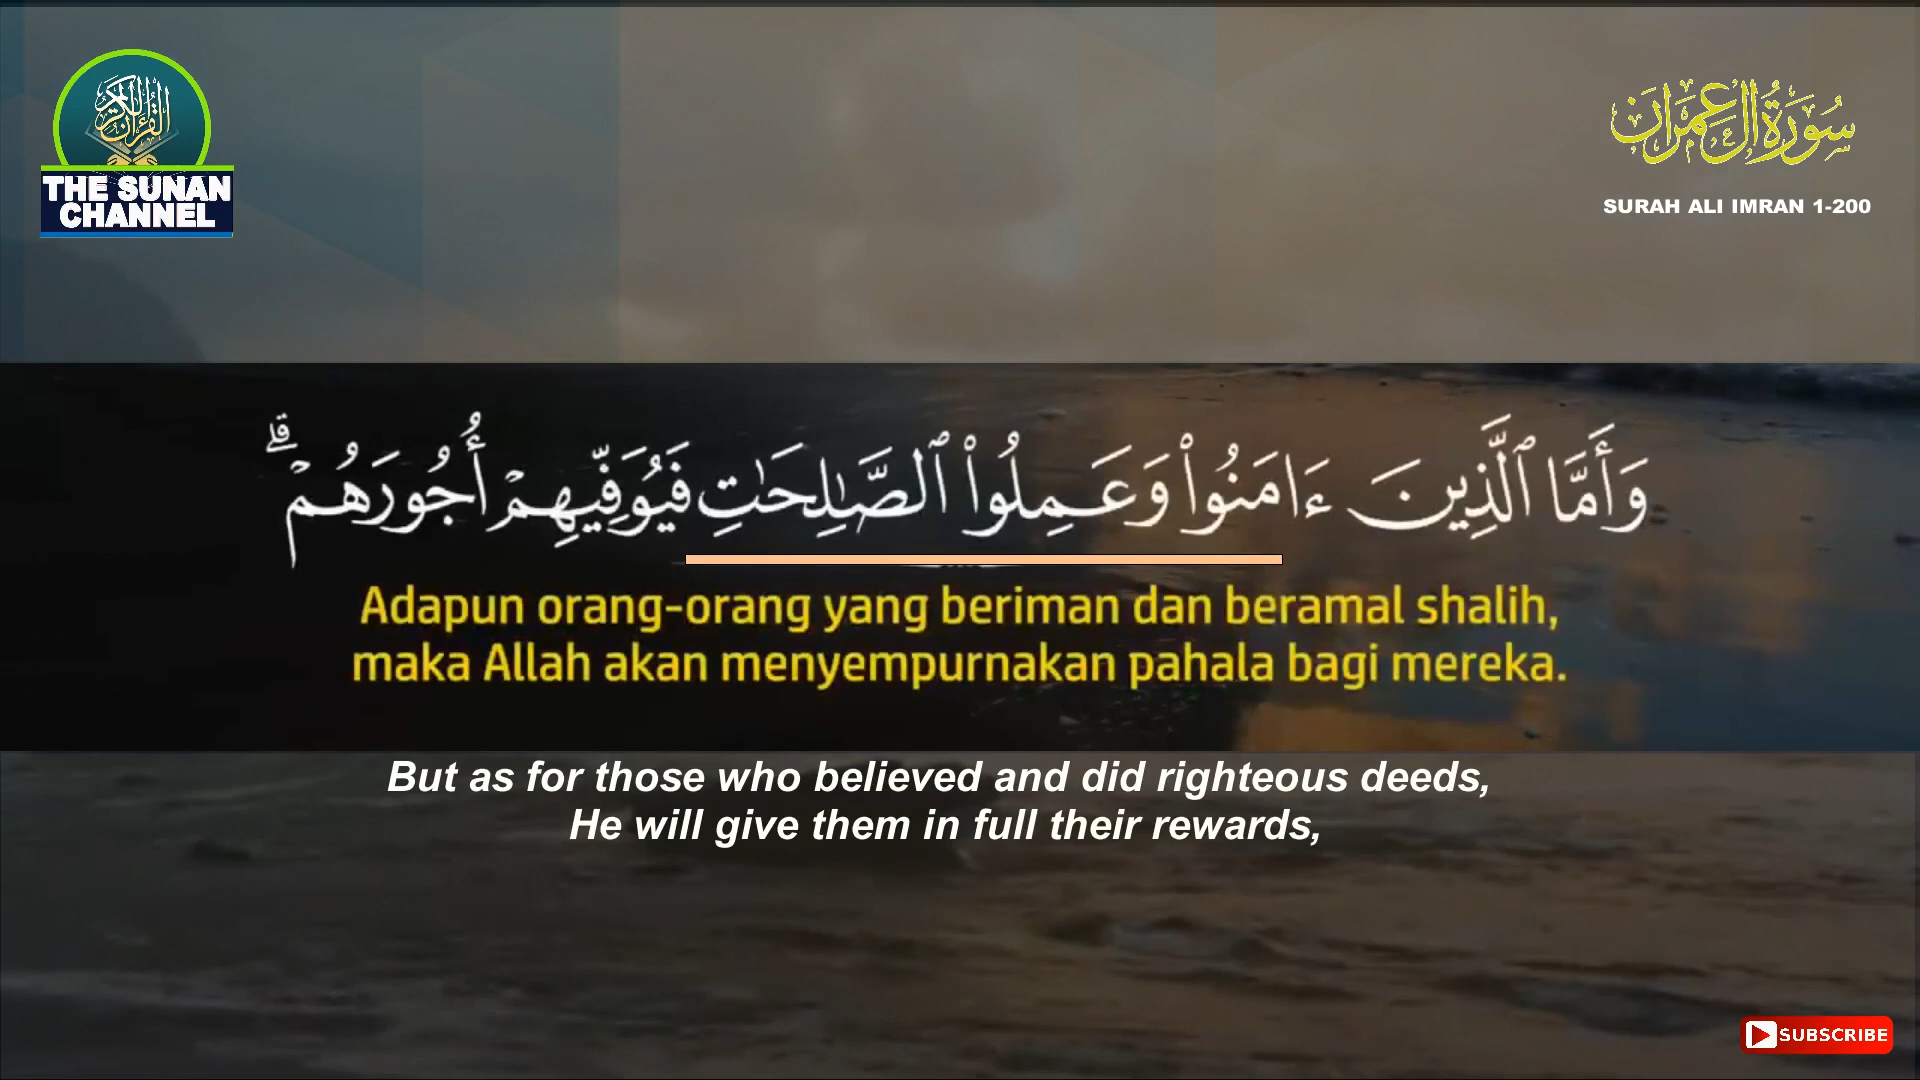 القرآن الكريم
THE SUNAN
CHANNEL
سُورَةُ آلِ عِمْرَان
SURAH ALI IMRAN 1-200
وَأَمَّا ٱلَّذِينَ ءَامَنُوا۟ وَعَمِلُوا۟ ٱلصَّـٰلِحَـٰتِ فَيُوَفِّيهِمْ أُجُورَهُمْ ۗ
Adapun orang-orang yang beriman dan beramal shalih,
maka Allah akan menyempurnakan pahala bagi mereka.
But as for those who believed and did righteous deeds,
He will give them in full their rewards,
SUBSCRIBE